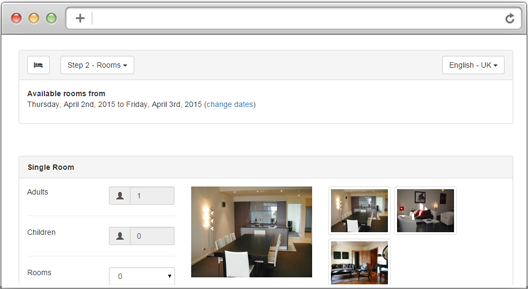 Step 2 - Rooms
English - UK
Available rooms from
Thursday, April 2nd, 2015 to Friday, April 3rd, 2015 (change dates)
Single Room
Adults
1
Children
0
Rooms
0